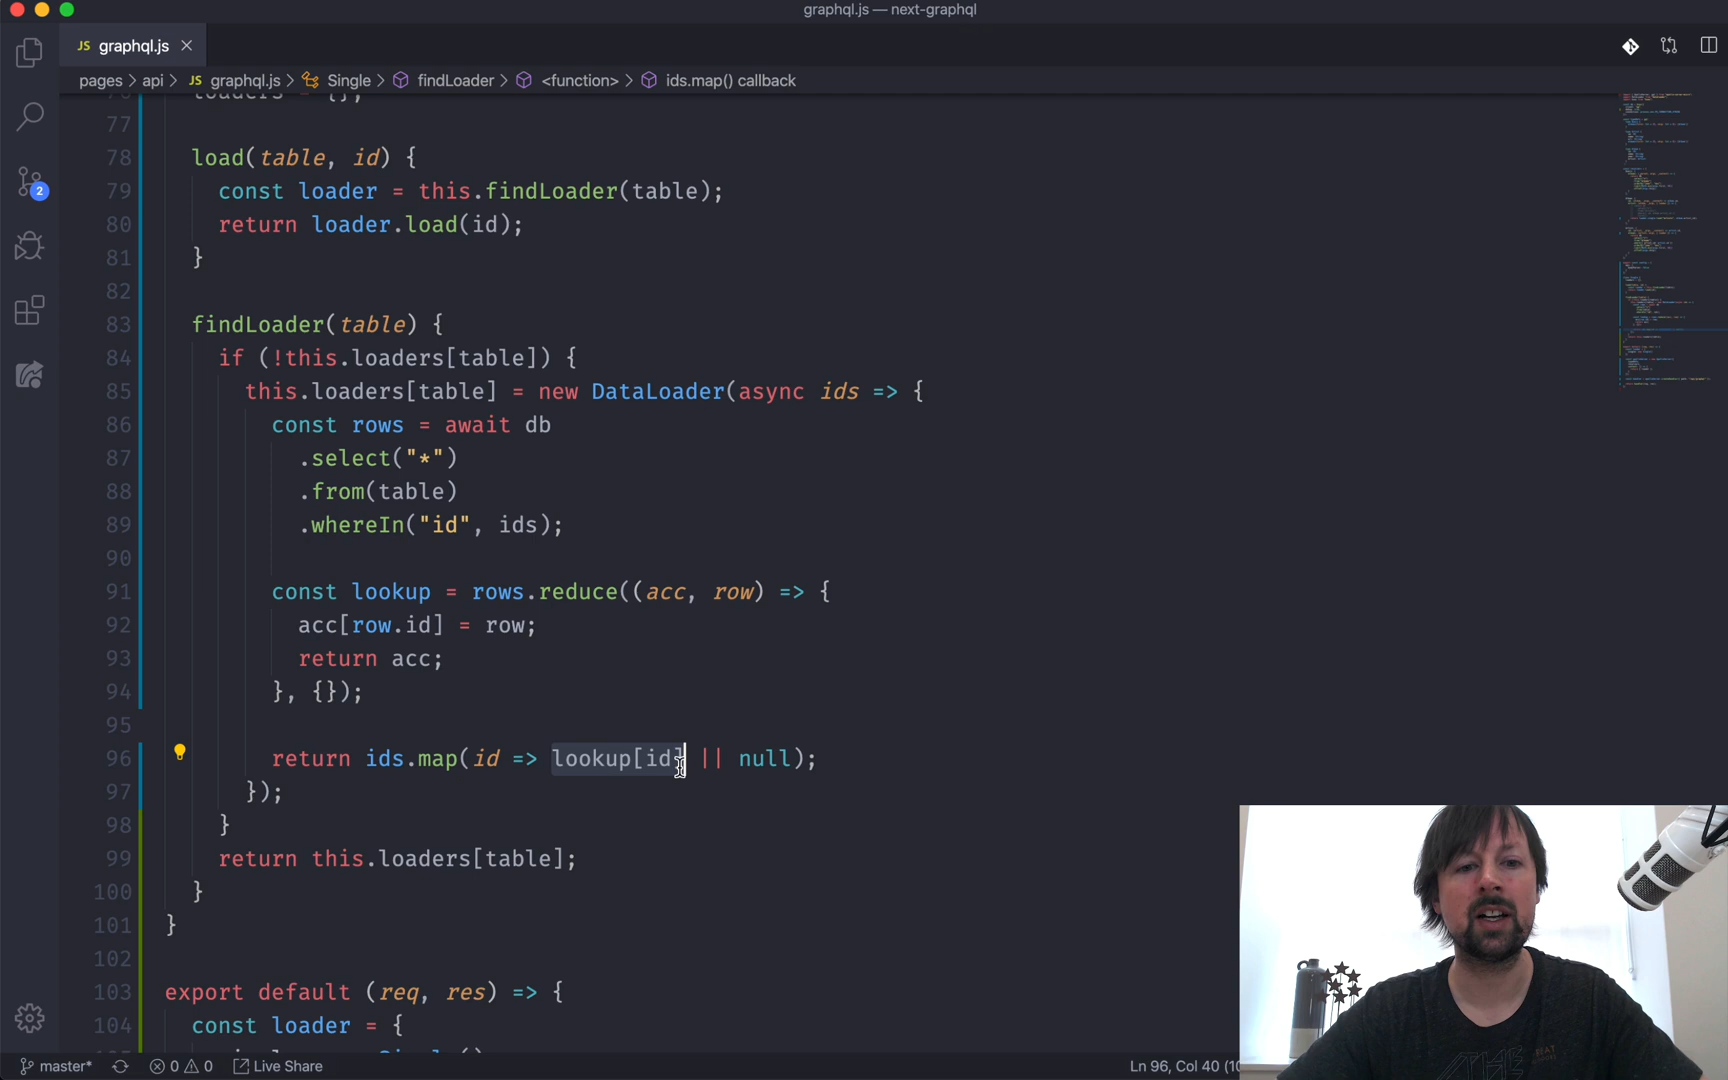 graphql.js — next-graphql
JS graphql.js
pages > api > JS graphql.js > Single > findLoader > <function> > ids.map() callback
2
76 loaders = {};
77
78 load(table, id) {
79 const loader = this.findLoader(table);
80 return loader.load(id);
81 }
82
83 findLoader(table) {
84 if (!this.loaders[table]) {
85 this.loaders[table] = new DataLoader(async ids => {
86 const rows = await db
87 .select("*")
88 .from(table)
89 .whereIn("id", ids);
90
91 const lookup = rows.reduce((acc, row) => {
92 acc[row.id] = row;
93 return acc;
94 }, {});
95
96 return ids.map(id => lookup[id] || null);
97 });
98 }
99 return this.loaders[table];
100 }
101 }
102
103 export default (req, res) => {
104 const loader = {
master* 0 0 Live Share Ln 96, Col 40